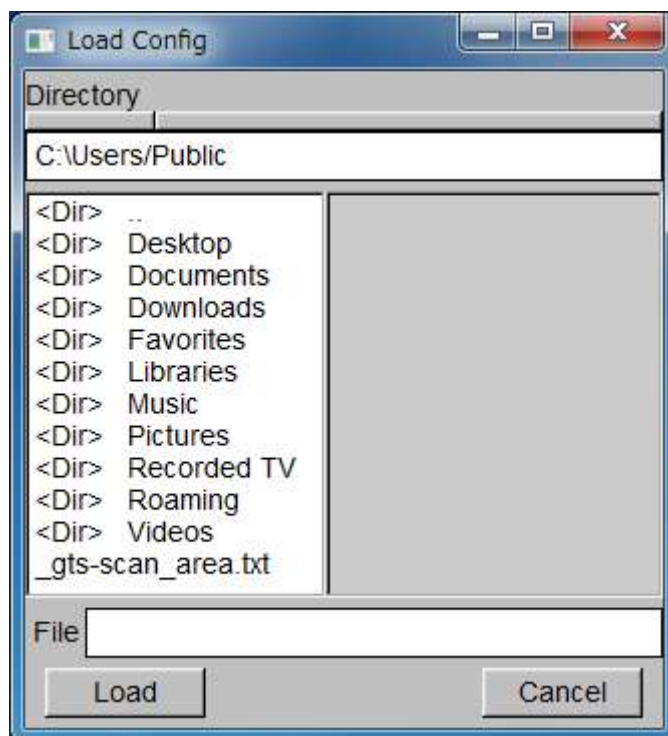 Load Config
Directory
C:\Users/Public
<Dir> ..
<Dir> Desktop
<Dir> Documents
<Dir> Downloads
<Dir> Favorites
<Dir> Libraries
<Dir> Music
<Dir> Pictures
<Dir> Recorded TV
<Dir> Roaming
<Dir> Videos
_gts-scan_area.txt
File
Load Cancel